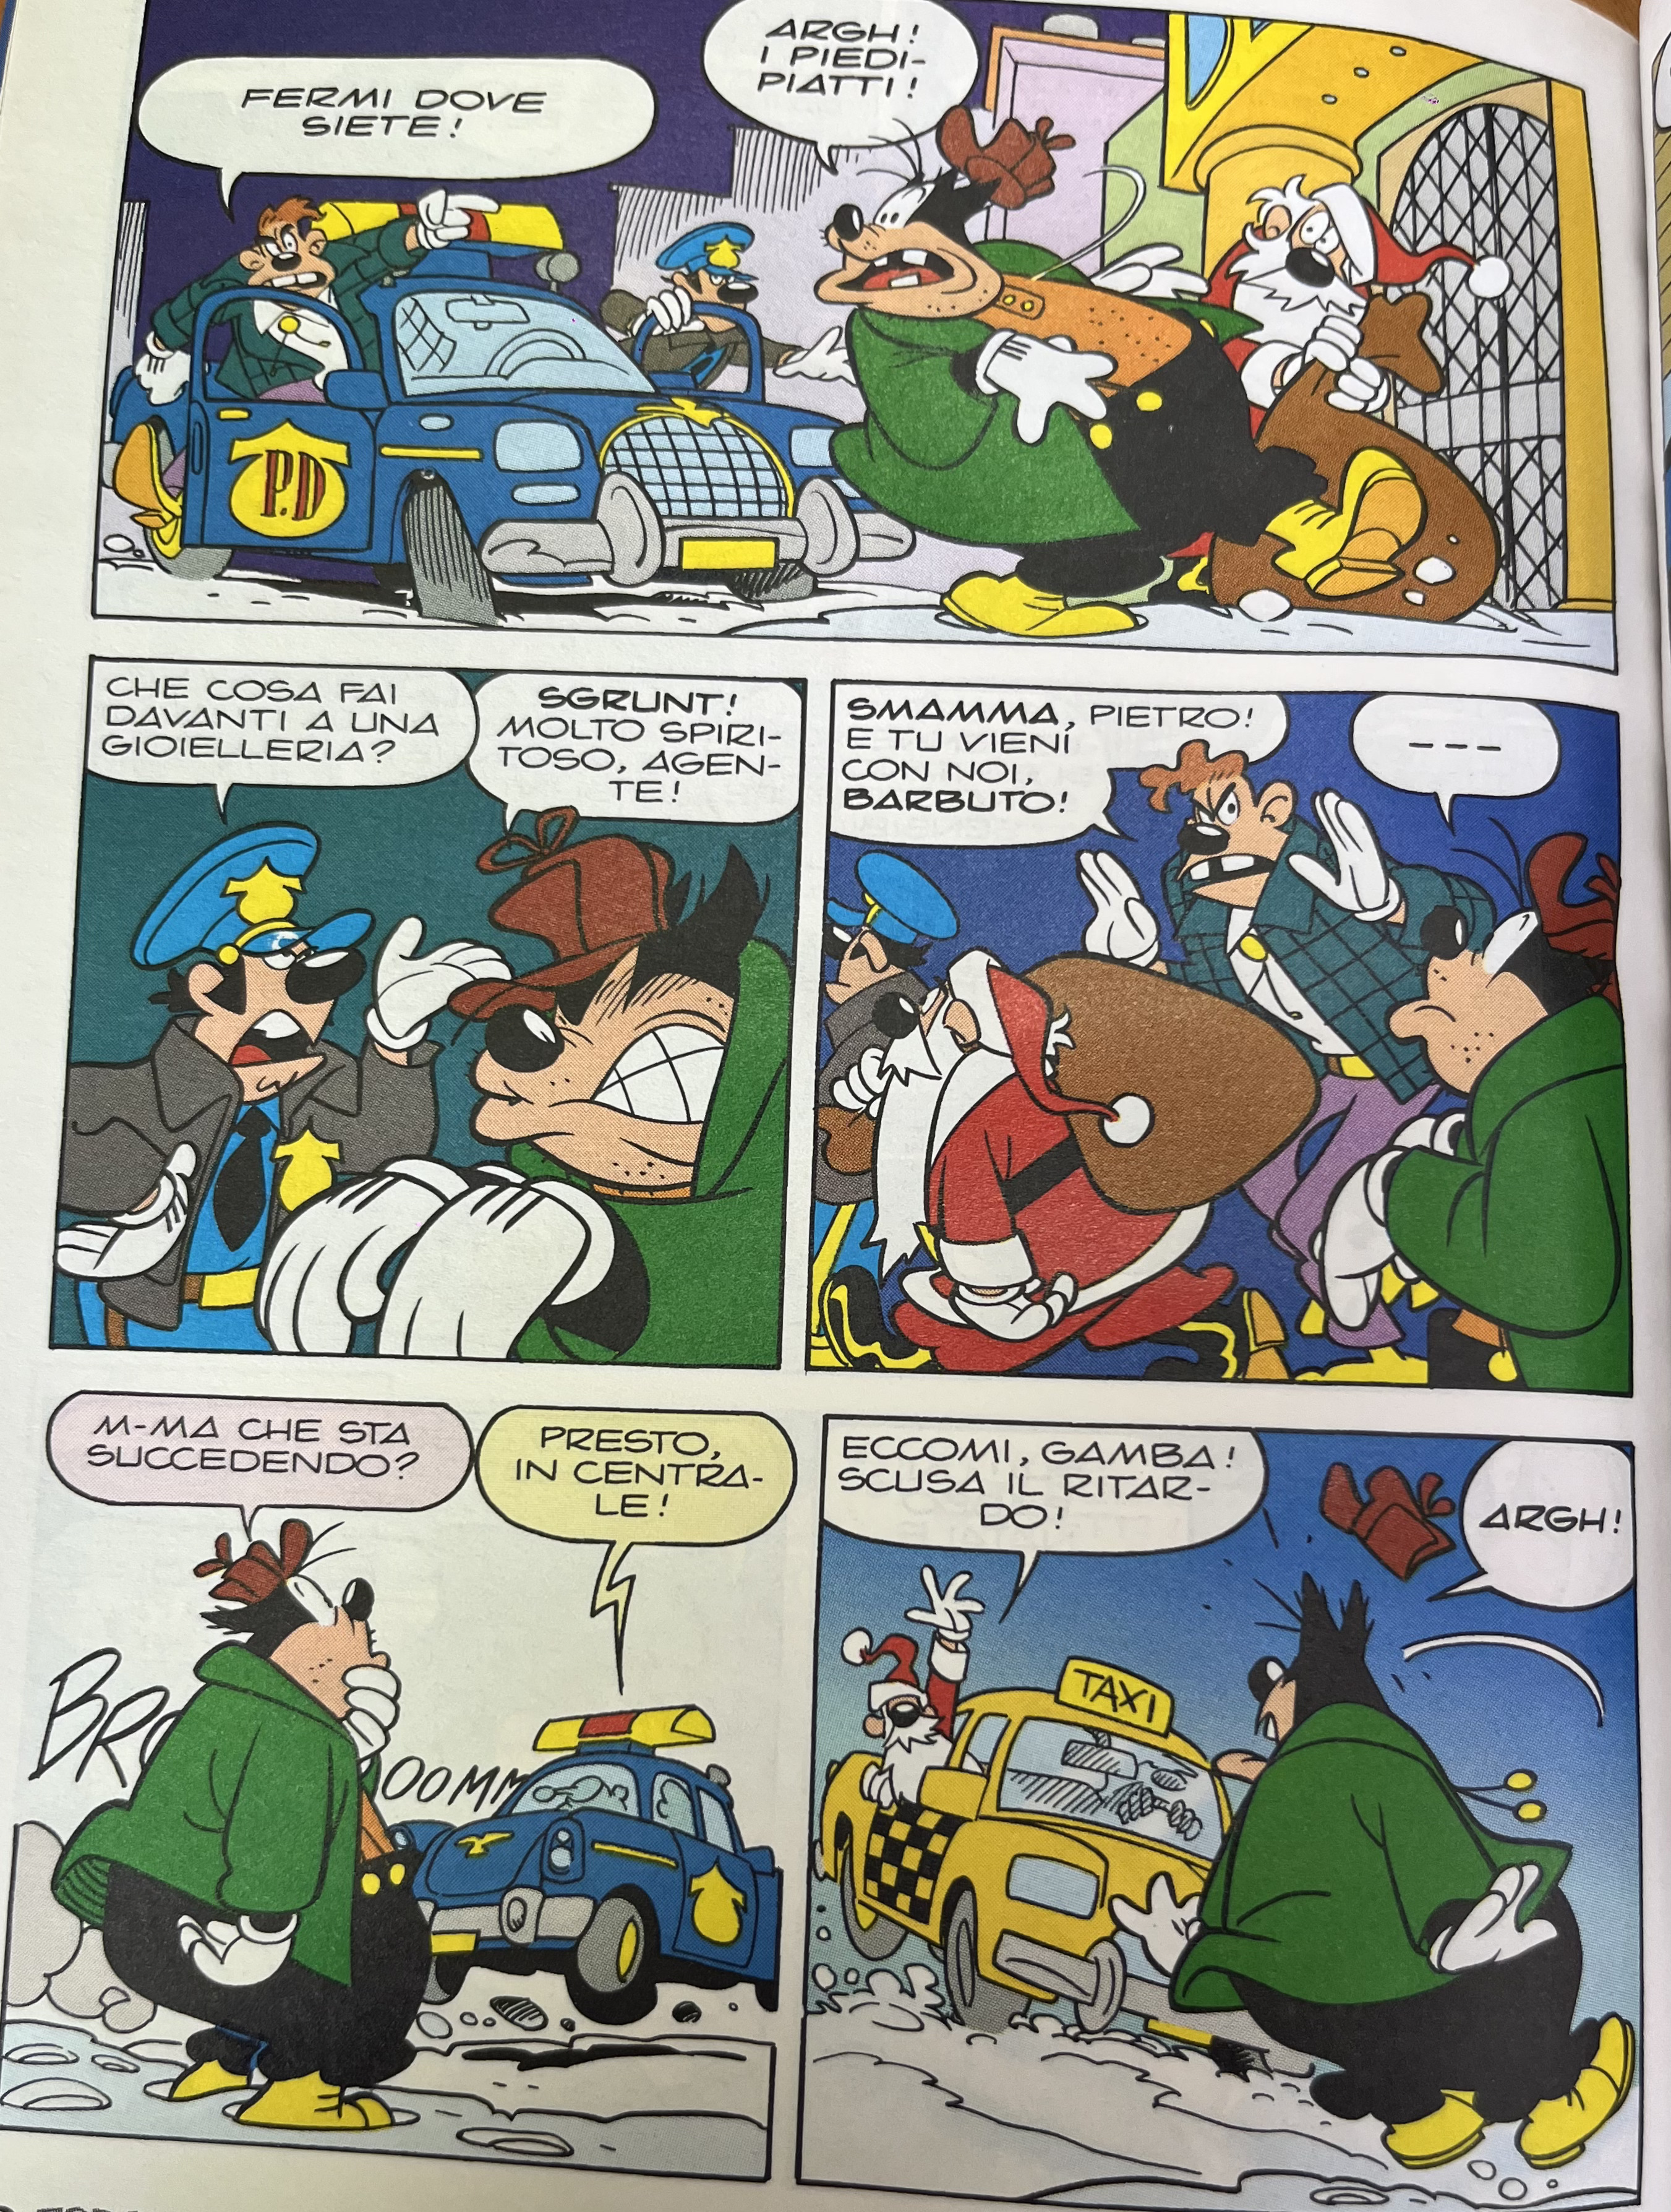 FERMI DOVE
SIETE!
ARGH!
I PIEDI-
PIATTI!
P.D
CHE COSA FAI
DAVANTI A UNA
GIOIELLERIA?
SGRUNT!
MOLTO SPIRI-
TOSO, AGEN-
TE!
SMAMMA, PIETRO!
E TU VIENI
CON NOI,
BARBUTO!
---
M-MA CHE STA
SUCCEDENDO?
PRESTO,
IN CENTRA-
LE!
ECCOMI, GAMBA!
SCUSA IL RITAR-
DO!
ARGH!
TAXI